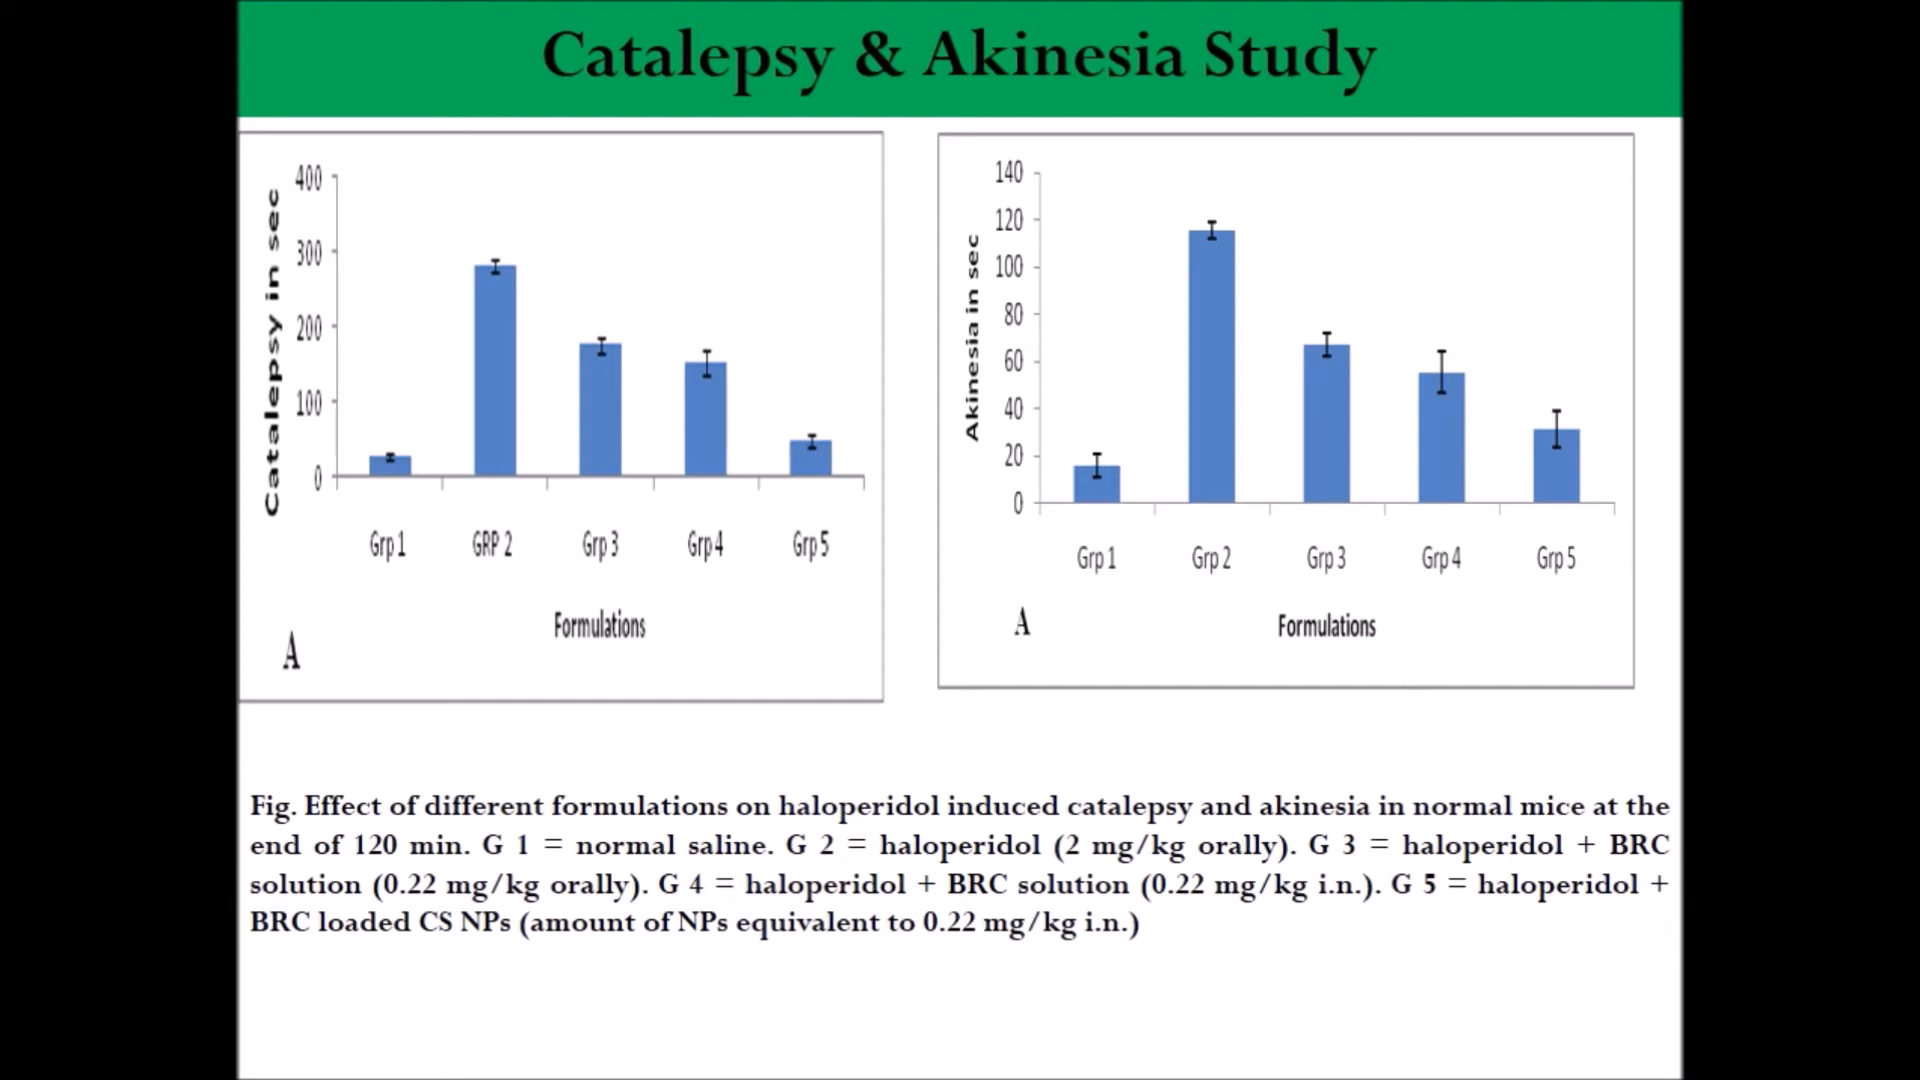 Catalepsy & Akinesia Study
Catalepsy in sec
400
300
200
100
0
Grp 1 GRP 2 Grp 3 Grp 4 Grp 5
Formulations
A
Akinesia in sec
140
120
100
80
60
40
20
0
Grp 1 Grp 2 Grp 3 Grp 4 Grp 5
A Formulations
Fig. Effect of different formulations on haloperidol induced catalepsy and akinesia in normal mice at the
end of 120 min. G 1 = normal saline. G 2 = haloperidol (2 mg/kg orally). G 3 = haloperidol + BRC
solution (0.22 mg/kg orally). G 4 = haloperidol + BRC solution (0.22 mg/kg i.n.). G 5 = haloperidol +
BRC loaded CS NPs (amount of NPs equivalent to 0.22 mg/kg i.n.)